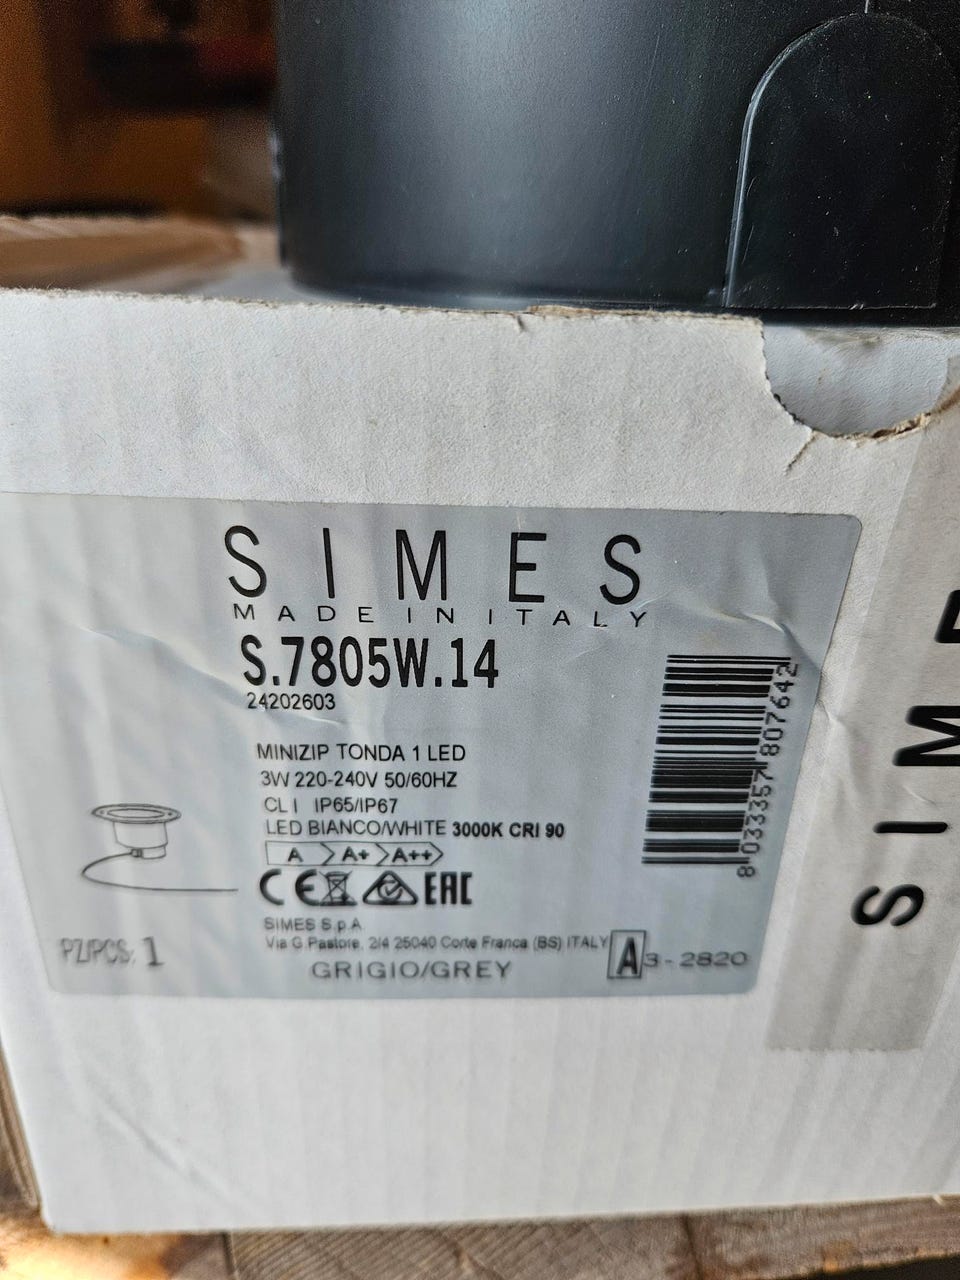 SIMES
MADE IN ITALY
S.7805W.14
24202603
MINIZIP TONDA 1 LED
3W 220-240V 50/60HZ
CL I IP65/IP67
LED BIANCO/WHITE 3000K CRI 90
A A+ A++
CE EAC
SIMES S.p.A.
Via G.Pastore, 2/4 25040 Corte Franca (BS) ITALY
GRIGIO/GREY
PZ/PCS: 1
A 3-2820
8 033357 807642
SIME